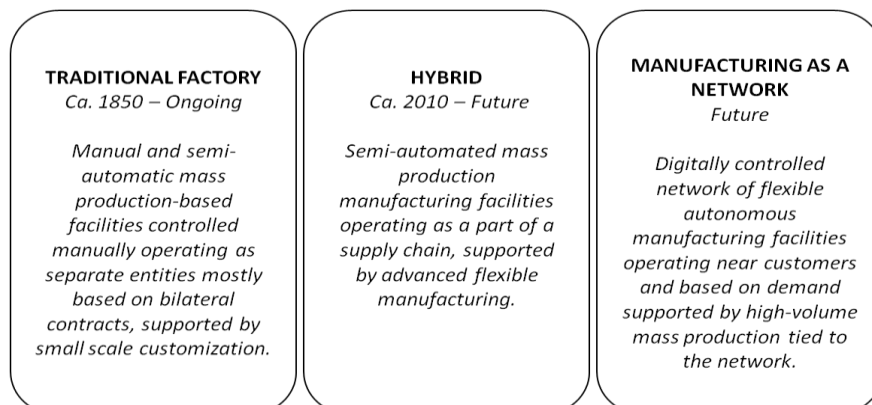 TRADITIONAL FACTORY
Ca. 1850 – Ongoing
Manual and semi-
automatic mass
production-based
facilities controlled
manually operating as
separate entities mostly
based on bilateral
contracts, supported by
small scale customization.
HYBRID
Ca. 2010 – Future
Semi-automated mass
production
manufacturing facilities
operating as a part of a
supply chain, supported
by advanced flexible
manufacturing.
MANUFACTURING AS A
NETWORK
Future
Digitally controlled
network of flexible
autonomous
manufacturing facilities
operating near customers
and based on demand
supported by high-volume
mass production tied to
the network.